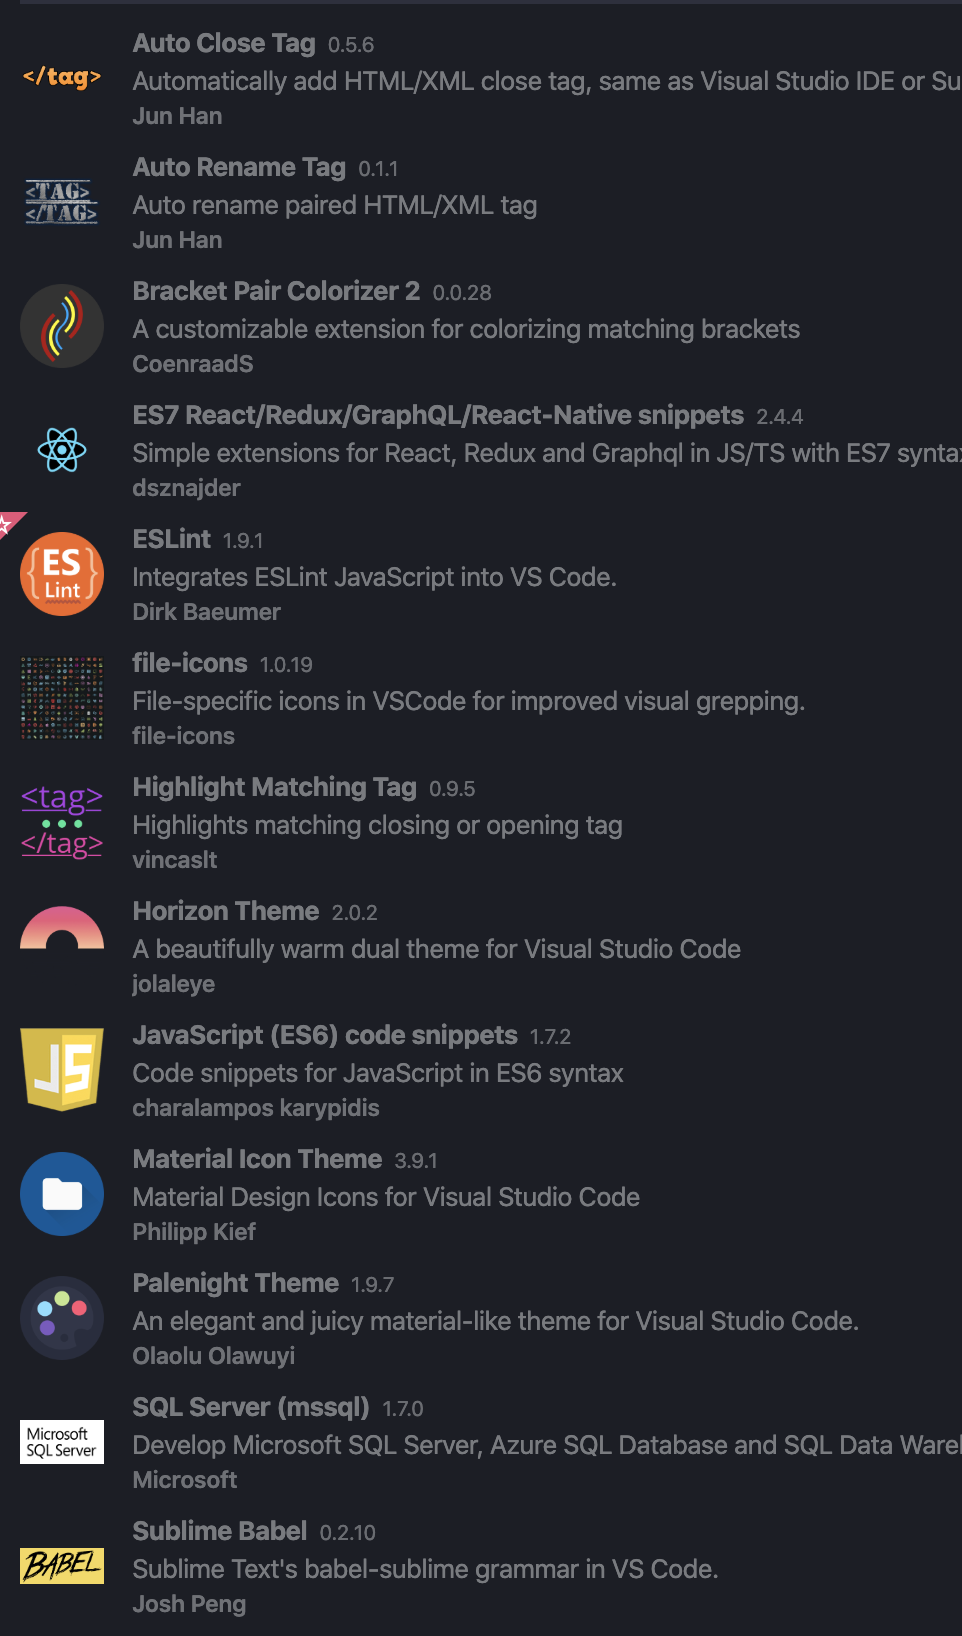 Auto Close Tag 0.5.6
</tag>
Automatically add HTML/XML close tag, same as Visual Studio IDE or Su
Jun Han
Auto Rename Tag 0.1.1
<TAG>
</TAG>
Auto rename paired HTML/XML tag
Jun Han
Bracket Pair Colorizer 2 0.0.28
A customizable extension for colorizing matching brackets
CoenraadS
ES7 React/Redux/GraphQL/React-Native snippets 2.4.4
Simple extensions for React, Redux and Graphql in JS/TS with ES7 syntax
dsznajder
ESLint 1.9.1
{ES
Lint}
Integrates ESLint JavaScript into VS Code.
Dirk Baeumer
file-icons 1.0.19
File-specific icons in VSCode for improved visual grepping.
file-icons
Highlight Matching Tag 0.9.5
<tag>
</tag>
Highlights matching closing or opening tag
vincaslt
Horizon Theme 2.0.2
A beautifully warm dual theme for Visual Studio Code
jolaleye
JavaScript (ES6) code snippets 1.7.2
JS
Code snippets for JavaScript in ES6 syntax
charalampos karypidis
Material Icon Theme 3.9.1
Material Design Icons for Visual Studio Code
Philipp Kief
Palenight Theme 1.9.7
An elegant and juicy material-like theme for Visual Studio Code.
Olaolu Olawuyi
SQL Server (mssql) 1.7.0
Microsoft
SQL Server
Develop Microsoft SQL Server, Azure SQL Database and SQL Data Ware
Microsoft
Sublime Babel 0.2.10
BABEL
Sublime Text's babel-sublime grammar in VS Code.
Josh Peng